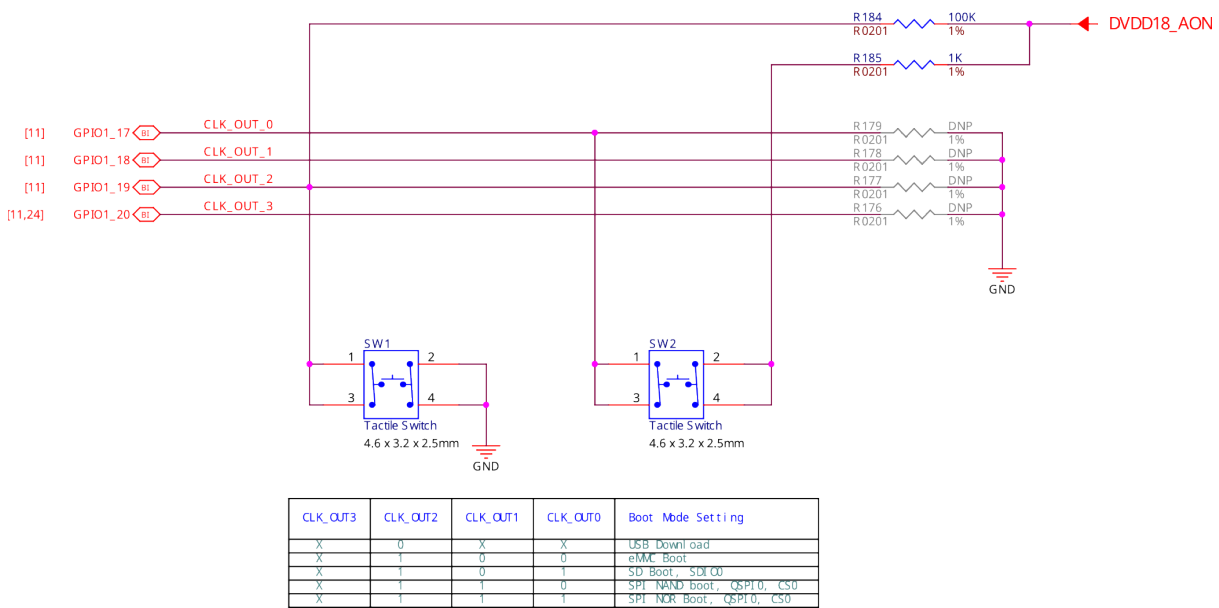 R184 100K
R0201 1%
DVDD18_AON
R185 1K
R0201 1%
[11] GPIO1_17 BI CLK_OUT_0 R179 DNP
R0201 1%
[11] GPIO1_18 BI CLK_OUT_1 R178 DNP
R0201 1%
[11] GPIO1_19 BI CLK_OUT_2 R177 DNP
R0201 1%
[11,24] GPIO1_20 BI CLK_OUT_3 R176 DNP
R0201 1%
GND
SW1
1 2
3 4
Tactile Switch
4.6 x 3.2 x 2.5mm
GND
SW2
1 2
3 4
Tactile Switch
4.6 x 3.2 x 2.5mm
CLK_OUT3 CLK_OUT2 CLK_OUT1 CLK_OUT0 Boot Mode Setting
X 0 X X USB Download
X 1 0 0 eMMC Boot
X 1 0 1 SD Boot, SDIO0
X 1 1 0 SPI NAND boot, QSPI0, CS0
X 1 1 1 SPI NOR Boot, QSPI0, CS0